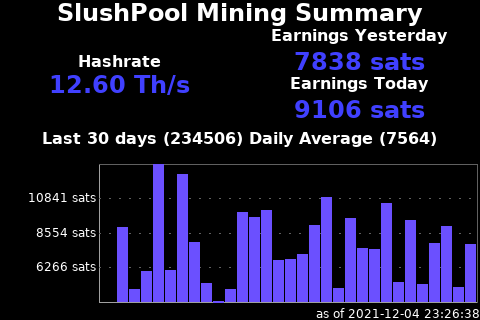 SlushPool Mining Summary
Hashrate
12.60 Th/s
Earnings Yesterday
7838 sats
Earnings Today
9106 sats
Last 30 days (234506) Daily Average (7564)
10841 sats
8554 sats
6266 sats
as of 2021-12-04 23:26:38